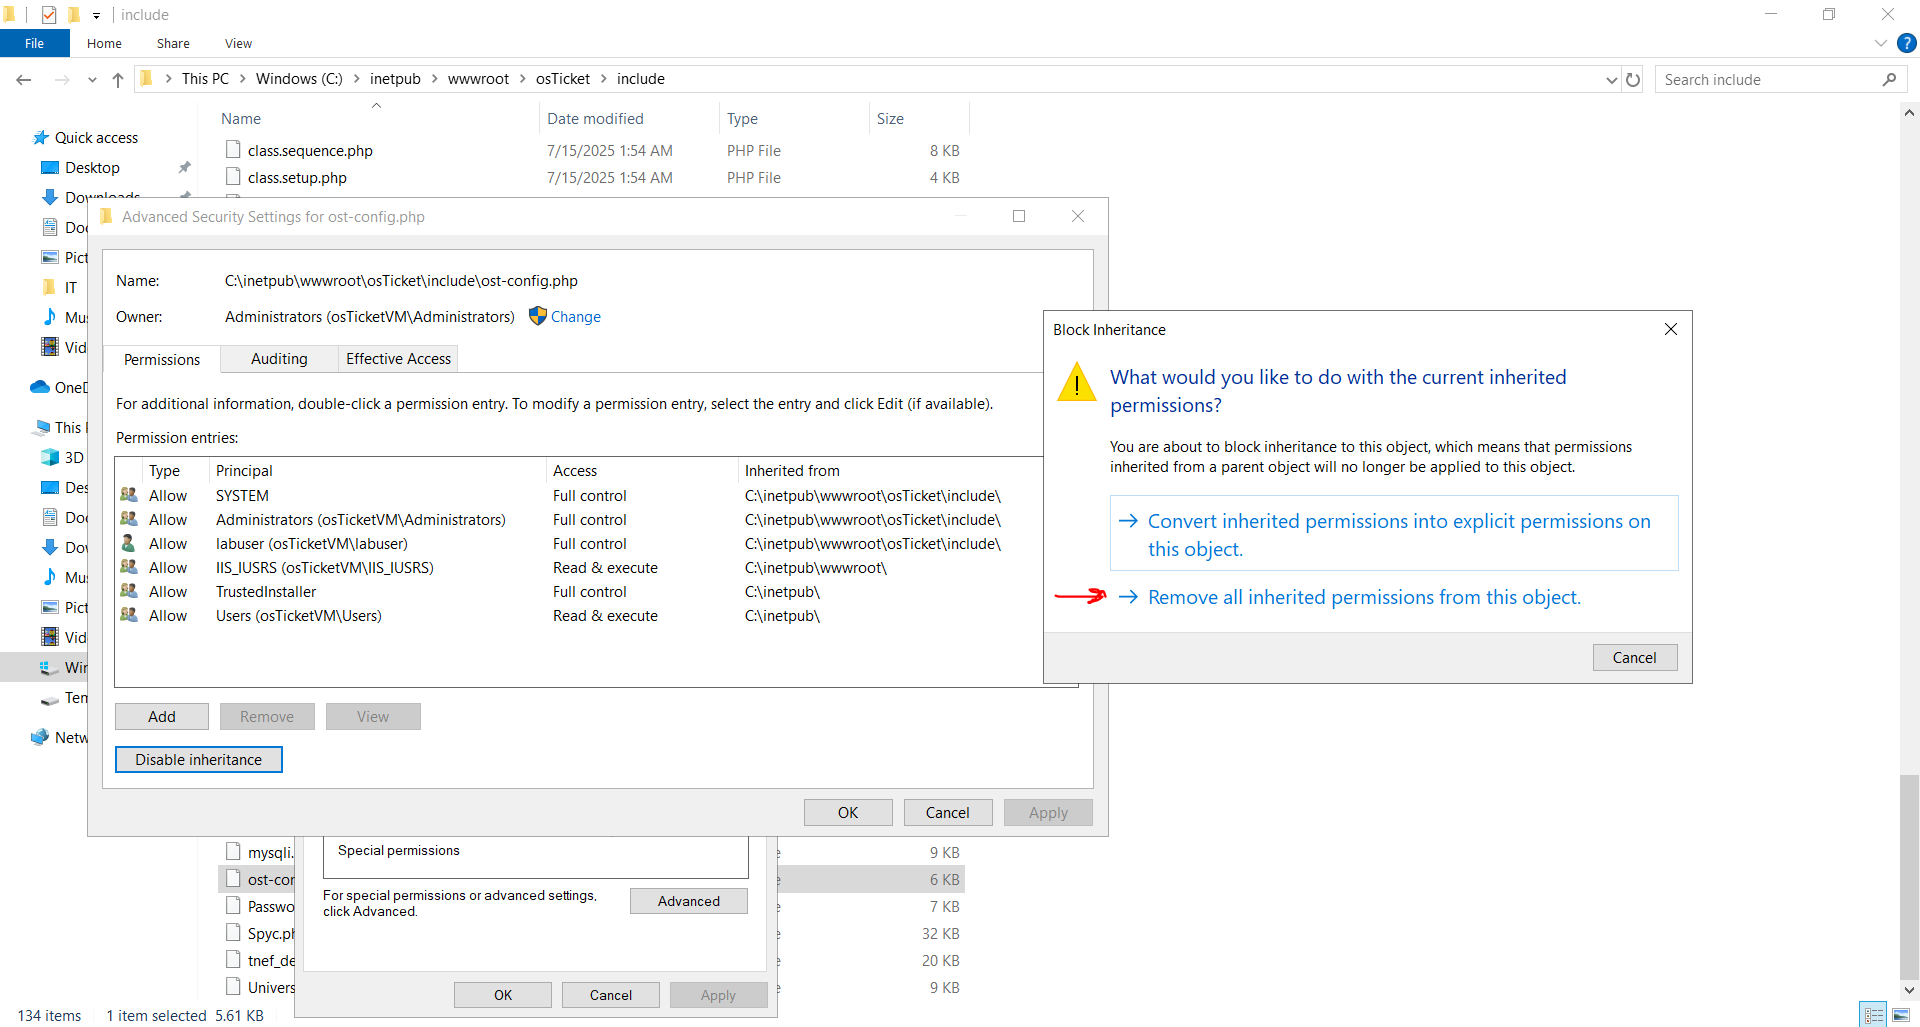 include
File Home Share View
This PC Windows (C:) inetpub wwwroot osTicket include
Search include
Name Date modified Type Size
Quick access
class.sequence.php 7/15/2025 1:54 AM PHP File 8 KB
Desktop
class.setup.php 7/15/2025 1:54 AM PHP File 4 KB
Downloads
Advanced Security Settings for ost-config.php
Doc
Pict
IT
Mus
Vid
OneD
This P
3D
Des
Doc
Dov
Mus
Pict
Vid
Win
Tem
Netw
Name: C:\inetpub\wwwroot\osTicket\include\ost-config.php
Owner: Administrators (osTicketVM\Administrators) Change
Permissions Auditing Effective Access
For additional information, double-click a permission entry. To modify a permission entry, select the entry and click Edit (if available).
Permission entries:
Type Principal Access Inherited from
Allow SYSTEM Full control C:\inetpub\wwwroot\osTicket\include\
Allow Administrators (osTicketVM\Administrators) Full control C:\inetpub\wwwroot\osTicket\include\
Allow labuser (osTicketVM\labuser) Full control C:\inetpub\wwwroot\osTicket\include\
Allow IIS_IUSRS (osTicketVM\IIS_IUSRS) Read & execute C:\inetpub\wwwroot\
Allow TrustedInstaller Full control C:\inetpub\
Allow Users (osTicketVM\Users) Read & execute C:\inetpub\
Add Remove View
Disable inheritance
OK Cancel Apply
Block Inheritance
What would you like to do with the current inherited
permissions?
You are about to block inheritance to this object, which means that permissions
inherited from a parent object will no longer be applied to this object.
Convert inherited permissions into explicit permissions on
this object.
Remove all inherited permissions from this object.
Cancel
mysqli. 9 KB
ost-con 6 KB
Passwo 7 KB
Spyc.ph 32 KB
tnef_de 20 KB
Univers 9 KB
Special permissions
For special permissions or advanced settings,
click Advanced.
Advanced
OK Cancel Apply
134 items 1 item selected 5.61 KB